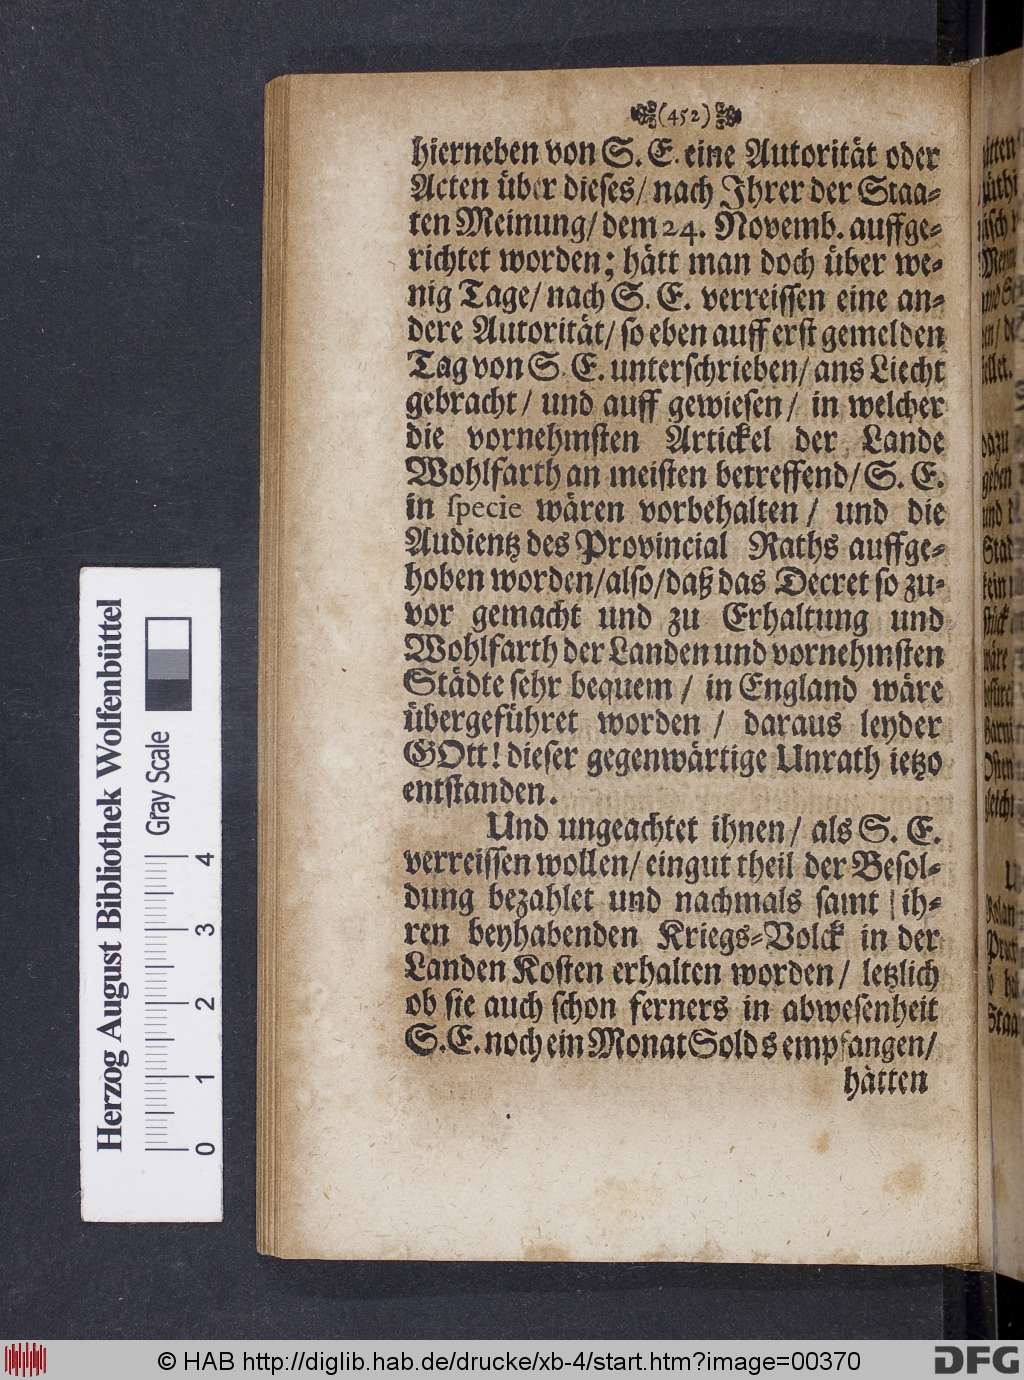 (452)
hierneben von S. E. eine Autorität oder
Acten über dieses/ nach Ihrer der Staa-
ten Meinung/ dem 24. Novemb. auffge-
richtet worden; hätt man doch über we-
nig Tage/ nach S. E. verreissen eine an-
dere Autorität/ so eben auff erst gemelden
Tag von S. E. unterschrieben/ ans Liecht
gebracht/ und auff gewiesen/ in welcher
die vornehmsten Artickel der Lande
Wohlfarth an meisten betreffend/ S. E.
in specie wären vorbehalten/ und die
Audientz des Provincial Raths auffge-
hoben worden/also/daß das Decret so zu-
vor gemacht und zu Erhaltung und
Wohlfarth der Landen und vornehmsten
Städte sehr bequem/ in England wäre
übergeführet worden/ daraus leyder
GOtt! dieser gegenwärtige Unrath ietzo
entstanden.
Und ungeachtet ihnen/ als S. E.
verreissen wollen/ ein gut theil der Besol-
dung bezahlet und nachmals samt ih-
ren beyhabenden Kriegs-Volck in der
Landen Kosten erhalten worden/ letzlich
ob sie auch schon ferners in abwesenheit
S. E. noch ein Monat Solds empfangen/
hätten
Herzog August Bibliothek Wolfenbüttel
Gray Scale
0 1 2 3 4
© HAB http://diglib.hab.de/drucke/xb-4/start.htm?image=00370
DFG